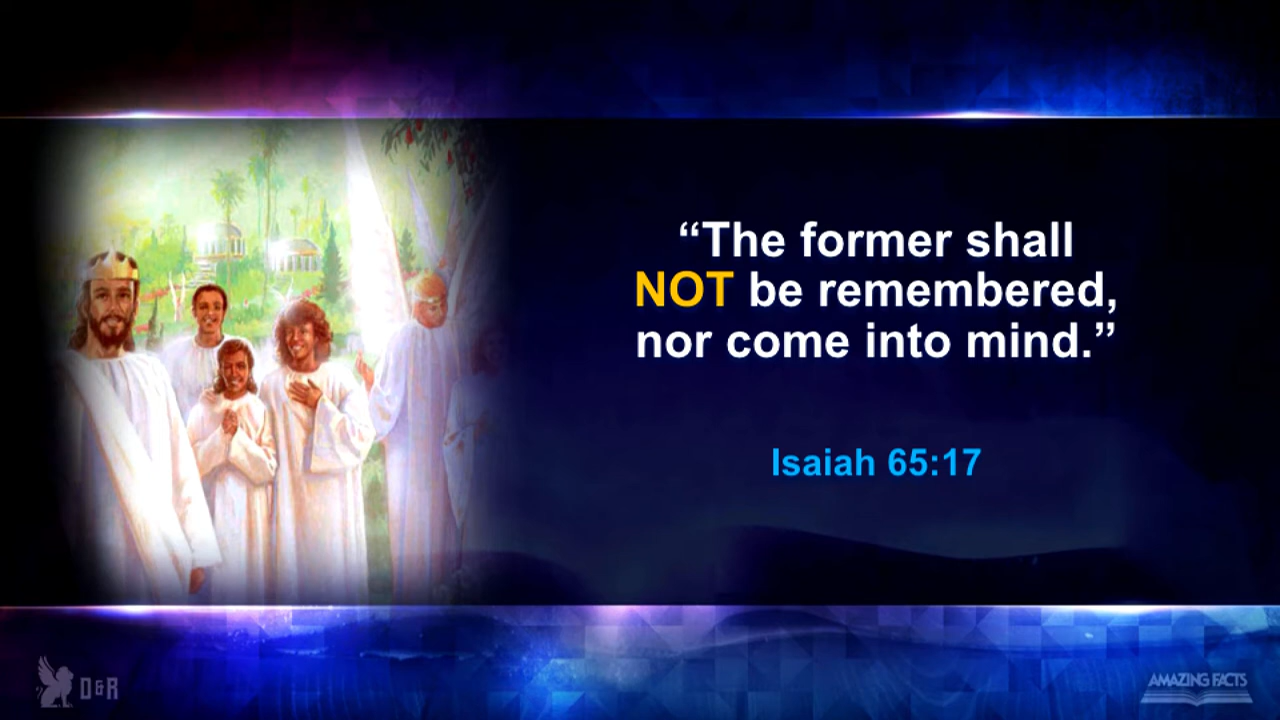 “The former shall
NOT be remembered,
nor come into mind.”
Isaiah 65:17
D&R
AMAZING FACTS